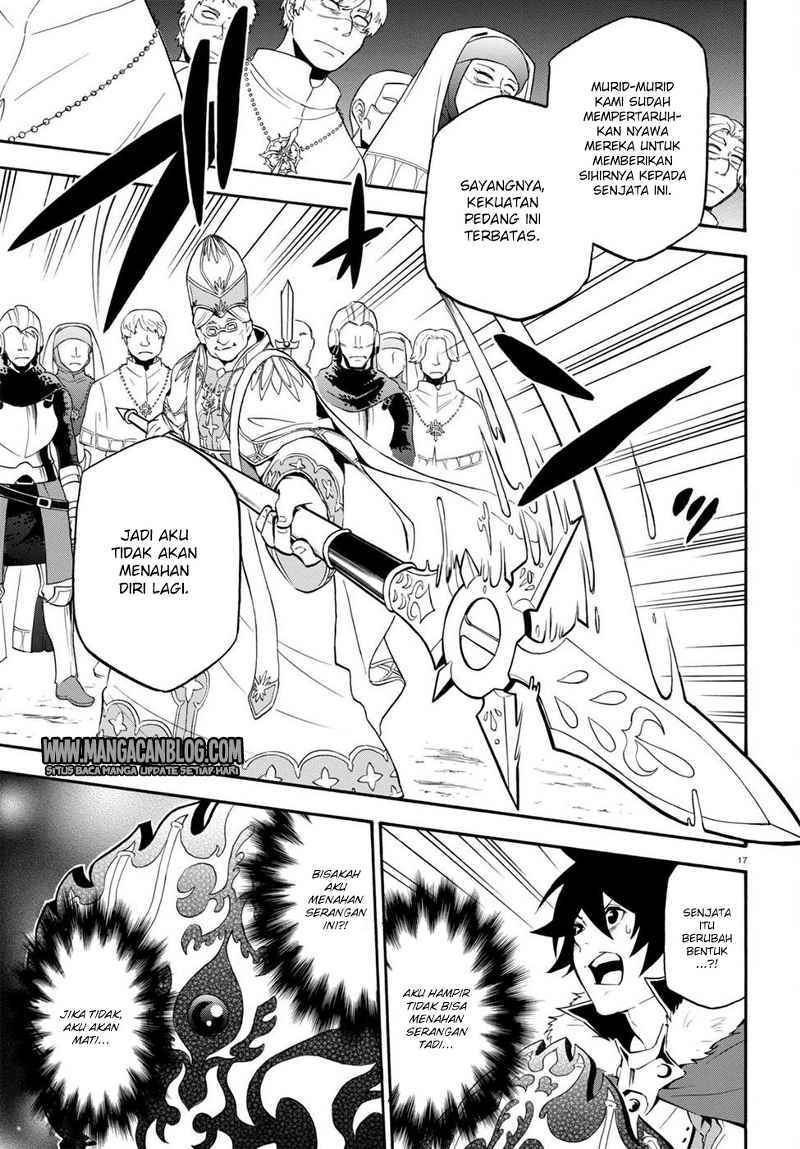 MURID-MURID
KAMI SUDAH
MEMPERTARUH-
KAN NYAWA
MEREKA UNTUK
MEMBERIKAN
SIHIRNYA KEPADA
SENJATA INI.
SAYANGNYA,
KEKUATAN
PEDANG INI
TERBATAS.
JADI AKU
TIDAK AKAN
MENAHAN
DIRI LAGI.
WWW.MANGACANBLOG.COM
SITUS BACA MANGA UPDATE SETIAP HARI
17
SENJATA
ITU
BERUBAH
BENTUK
...?!
AKU HAMPIR
TIDAK BISA
MENAHAN
SERANGAN
TADI...
BISAKAH
AKU
MENAHAN
SERANGAN
INI?!
JIKA TIDAK,
AKU AKAN
MATI...